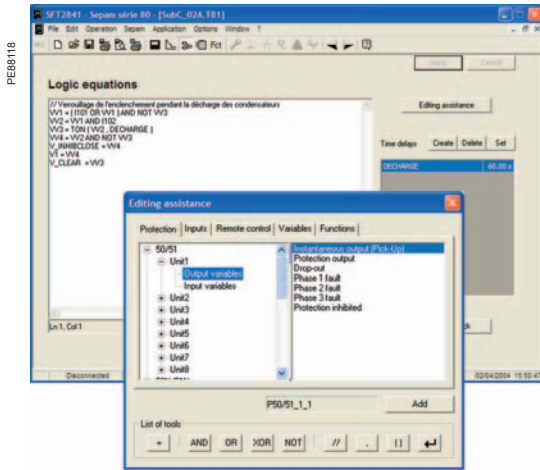 PE88118
SFT2841 - Sepam série 80 - [SubC_02A.T81]
File Edit Operation Sepam Application Options Window ?
Fct
Apply Cancel
Logic equations
// Verrouillage de l'enclenchement pendant la décharge des condensateurs
VV1 = ( I101 OR VV1 ) AND NOT VV3
VV2 = VV1 AND I102
VV3 = TON ( VV2 , DECHARGE )
VV4 = VV2 AND NOT VV3
V_INHIBCLOSE = VV4
V1 = VV4
V_CLEAR = VV3
Editing assistance
Time delays Create Delete Set
DECHARGE 60.00 s
Ln 1, Col 1
Disconnected
02/04/2004 15:50:47
Editing assistance
Protection Inputs Remote control Variables Functions
50/51
Unit1
Output variables
Input variables
Unit2
Unit3
Unit4
Unit5
Unit6
Unit7
Unit8
Instantaneous output (Pick-Up)
Protection output
Drop-out
Phase 1 fault
Phase 2 fault
Phase 3 fault
Protection inhibited
P50/51_1_1
Add
List of tools
= AND OR XOR NOT // , ( )